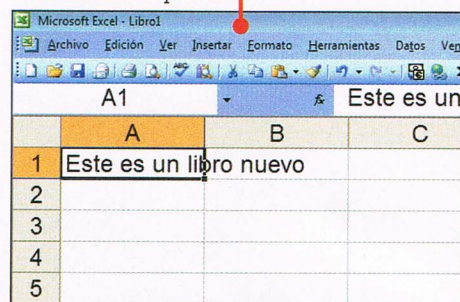 Microsoft Excel - Libro1
Archivo Edición Ver Insertar Formato Herramientas Datos
A1 Este es un
A B C
1 Este es un libro nuevo
2
3
4
5